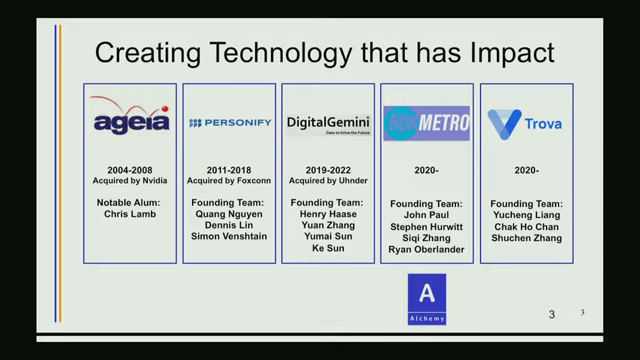 Creating Technology that has Impact
ageia
2004-2008
Acquired by Nvidia
Notable Alum:
Chris Lamb
PERSONIFY
2011-2018
Acquired by Foxconn
Founding Team:
Quang Nguyen
Dennis Lin
Simon Venshtain
DigitalGemini
Data to Drive the Future
2019-2022
Acquired by Uhnder
Founding Team:
Henry Haase
Yuan Zhang
Yumai Sun
Ke Sun
ROKMETRO
2020-
Founding Team:
John Paul
Stephen Hurwitt
Siqi Zhang
Ryan Oberlander
Trova
2020-
Founding Team:
Yucheng Liang
Chak Ho Chan
Shuchen Zhang
A
Alchemy
3
3